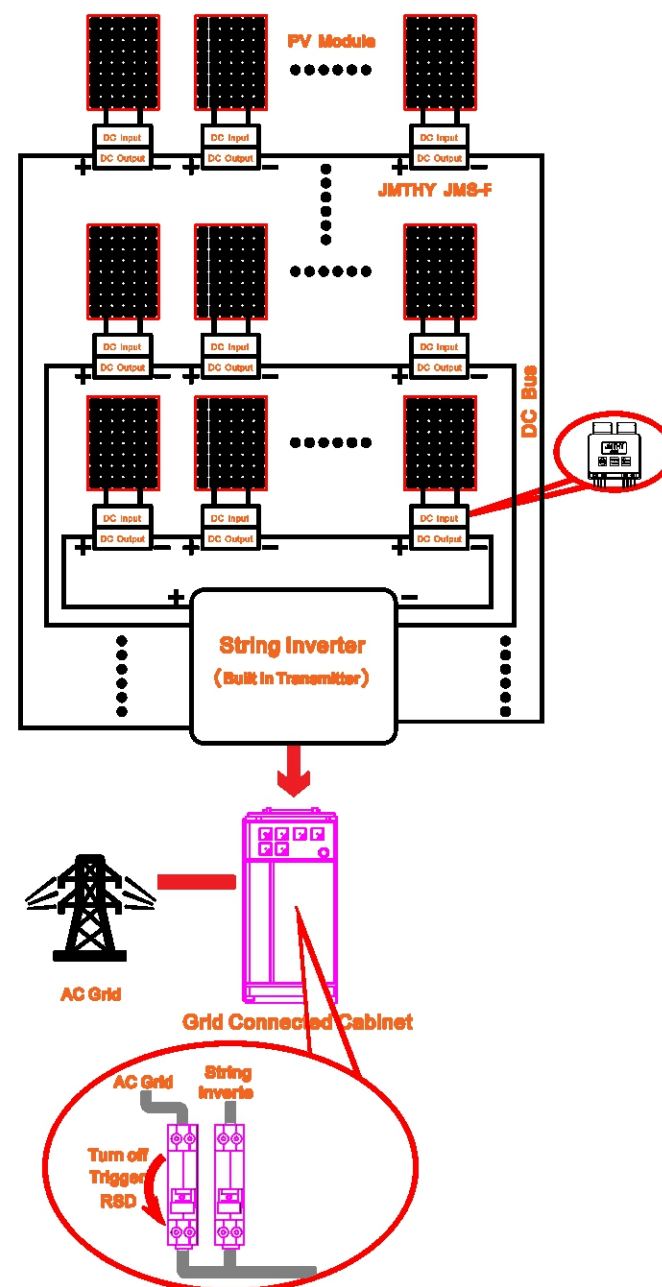 PV Module
DC Input
DC Input
DC Input
DC Output
DC Output
DC Output
+ - + - + -
JMTHY JMS-F
DC Input
DC Input
DC Input
DC Output
DC Output
DC Output
+ - + - + -
DC Bus
JMTHY
DC Input
DC Input
DC Input
DC Output
DC Output
DC Output
+ - + - + -
+ -
String Inverter
(Built in Transmitter)
AC Grid
Grid Connected Cabinet
AC Grid
String
Inverte
Turn off
Trigger
RSD